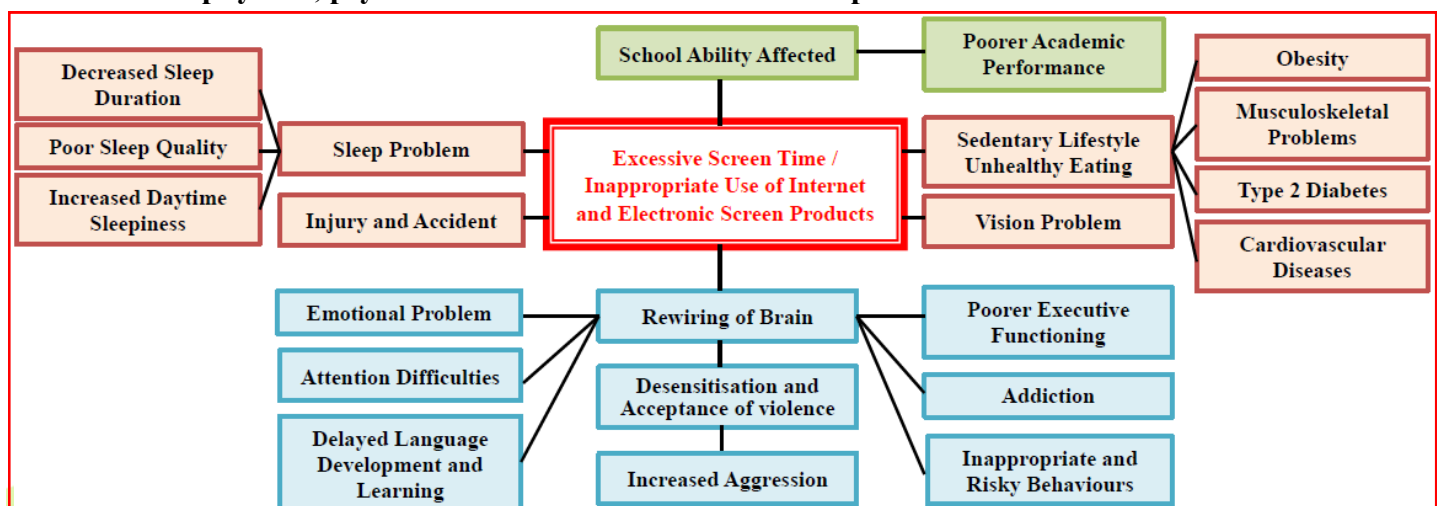 School Ability Affected
Poorer Academic
Performance
Decreased Sleep
Duration
Poor Sleep Quality
Increased Daytime
Sleepiness
Sleep Problem
Injury and Accident
Excessive Screen Time /
Inappropriate Use of Internet
and Electronic Screen Products
Sedentary Lifestyle
Unhealthy Eating
Vision Problem
Obesity
Musculoskeletal
Problems
Type 2 Diabetes
Cardiovascular
Diseases
Emotional Problem
Attention Difficulties
Delayed Language
Development and
Learning
Rewiring of Brain
Desensitisation and
Acceptance of violence
Increased Aggression
Poorer Executive
Functioning
Addiction
Inappropriate and
Risky Behaviours